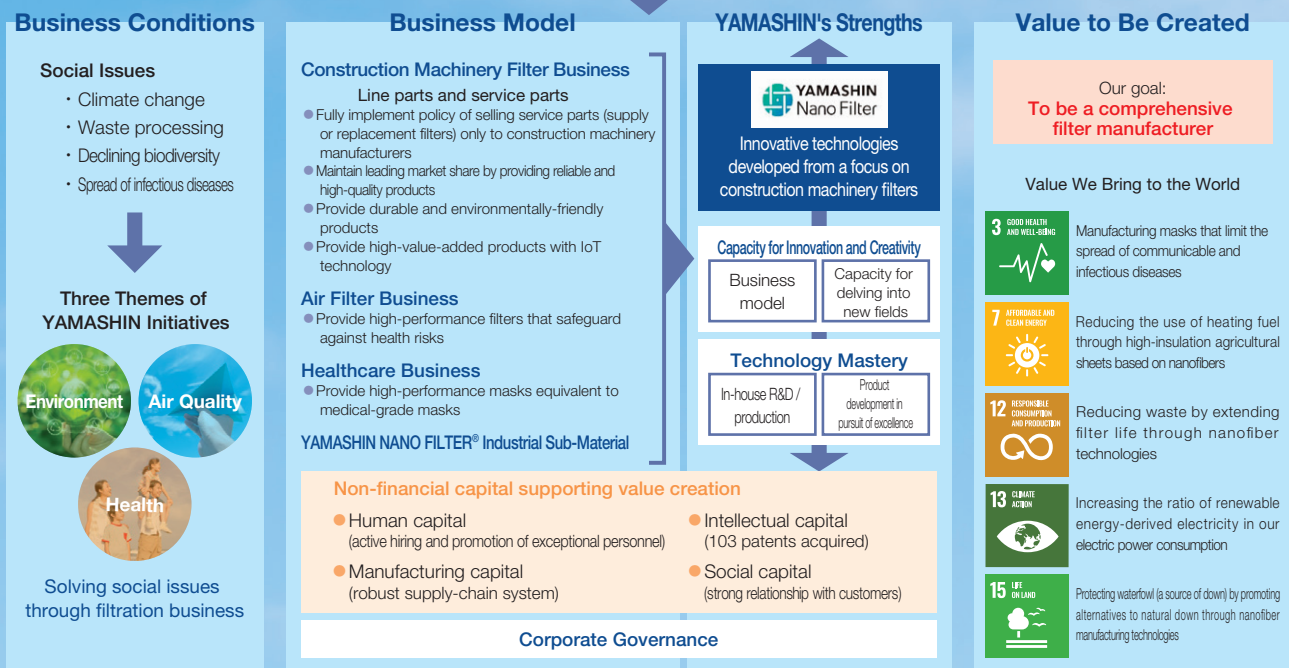 Business Conditions
Social Issues
・Climate change
・Waste processing
・Declining biodiversity
・Spread of infectious diseases
Three Themes of
YAMASHIN Initiatives
Environment
Air Quality
Health
Solving social issues
through filtration business
Business Model
Construction Machinery Filter Business
Line parts and service parts
●Fully implement policy of selling service parts (supply
or replacement filters) only to construction machinery
manufacturers
●Maintain leading market share by providing reliable and
high-quality products
●Provide durable and environmentally-friendly
products
●Provide high-value-added products with IoT
technology
Air Filter Business
●Provide high-performance filters that safeguard
against health risks
Healthcare Business
●Provide high-performance masks equivalent to
medical-grade masks
YAMASHIN NANO FILTER® Industrial Sub-Material
YAMASHIN's Strengths
YAMASHIN
Nano Filter
Innovative technologies
developed from a focus on
construction machinery filters
Capacity for Innovation and Creativity
Business
model
Capacity for
delving into
new fields
Technology Mastery
In-house R&D /
production
Product
development in
pursuit of excellence
Non-financial capital supporting value creation
●Human capital
(active hiring and promotion of exceptional personnel)
●Manufacturing capital
(robust supply-chain system)
●Intellectual capital
(103 patents acquired)
●Social capital
(strong relationship with customers)
Corporate Governance
Value to Be Created
Our goal:
To be a comprehensive
filter manufacturer
Value We Bring to the World
3 GOOD HEALTH
AND WELL-BEING
Manufacturing masks that limit the
spread of communicable and
infectious diseases
7 AFFORDABLE AND
CLEAN ENERGY
Reducing the use of heating fuel
through high-insulation agricultural
sheets based on nanofibers
12 RESPONSIBLE
CONSUMPTION
AND PRODUCTION
Reducing waste by extending
filter life through nanofiber
technologies
13 CLIMATE
ACTION
Increasing the ratio of renewable
energy-derived electricity in our
electric power consumption
15 LIFE
ON LAND
Protecting waterfowl (a source of down) by promoting
alternatives to natural down through nanofiber
manufacturing technologies